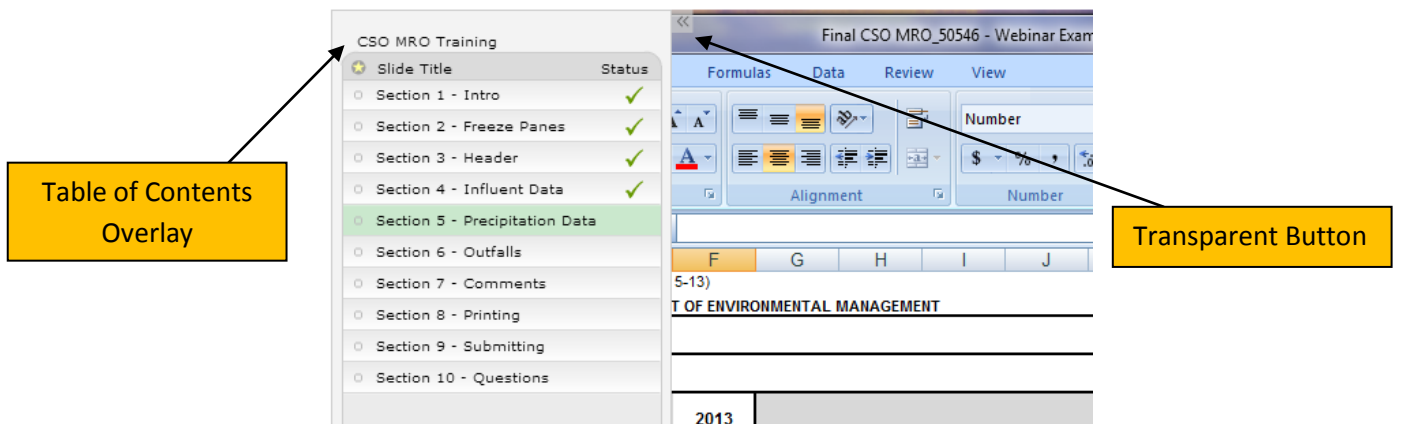 Final CSO MRO_50546 - Webinar Exam
CSO MRO Training
Slide Title Status
Section 1 - Intro
Section 2 - Freeze Panes
Section 3 - Header
Section 4 - Influent Data
Section 5 - Precipitation Data
Section 6 - Outfalls
Section 7 - Comments
Section 8 - Printing
Section 9 - Submitting
Section 10 - Questions
Table of Contents
Overlay
Formulas Data Review View
Number
$ % ,
Alignment Number
Transparent Button
F G H I J
5-13)
T OF ENVIRONMENTAL MANAGEMENT
2013